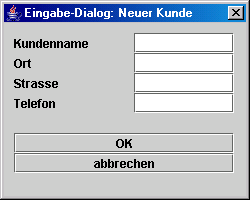 Eingabe-Dialog: Neuer Kunde
Kundenname
Ort
Strasse
Telefon
OK
abbrechen